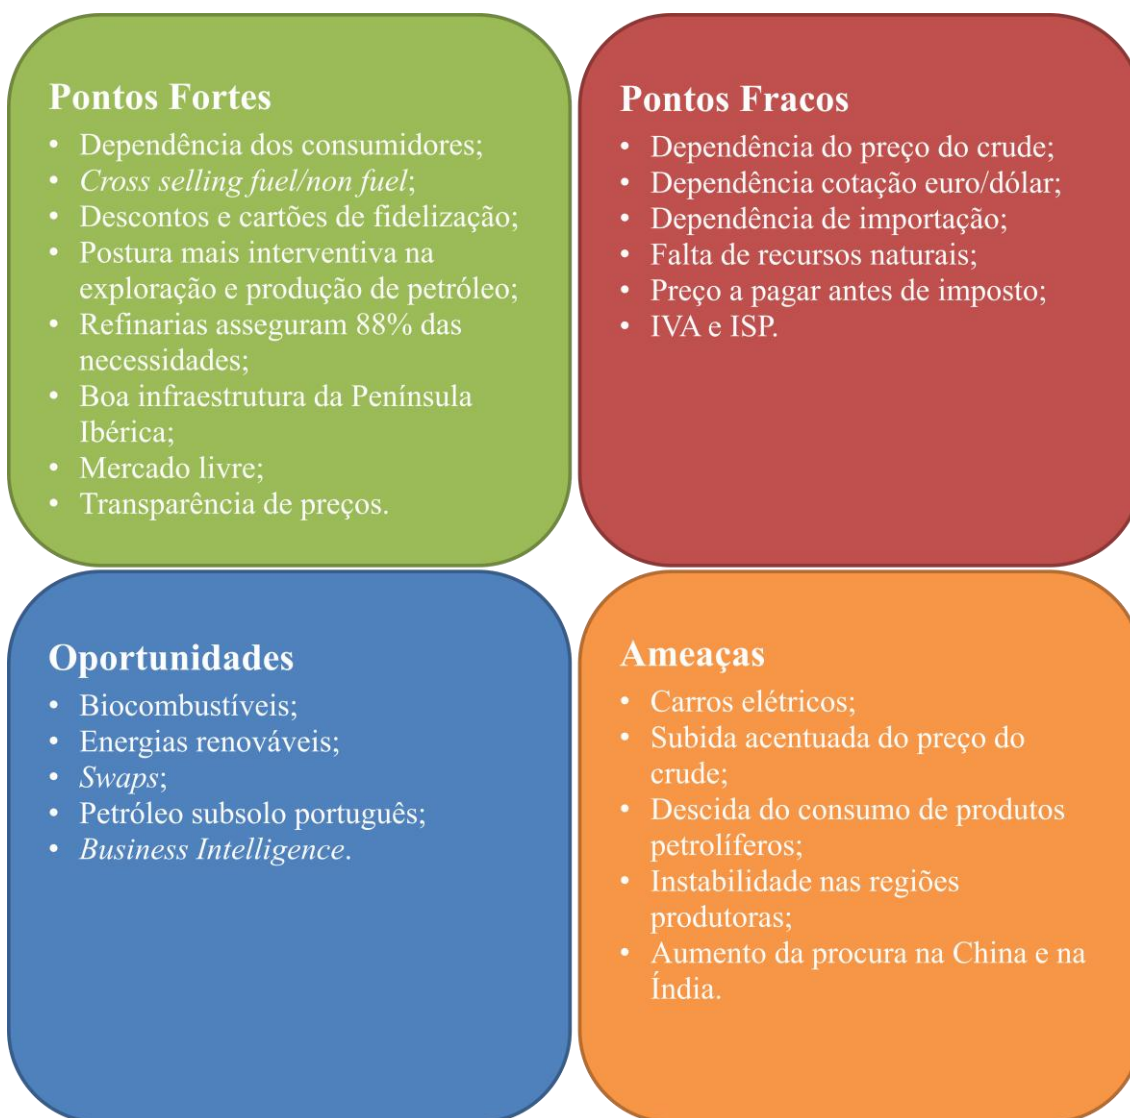 Pontos Fortes
• Dependência dos consumidores;
• Cross selling fuel/non fuel;
• Descontos e cartões de fidelização;
• Postura mais interventiva na
exploração e produção de petróleo;
• Refinarias asseguram 88% das
necessidades;
• Boa infraestrutura da Península
Ibérica;
• Mercado livre;
• Transparência de preços.
Pontos Fracos
• Dependência do preço do crude;
• Dependência cotação euro/dólar;
• Dependência de importação;
• Falta de recursos naturais;
• Preço a pagar antes de imposto;
• IVA e ISP.
Oportunidades
• Biocombustíveis;
• Energias renováveis;
• Swaps;
• Petróleo subsolo português;
• Business Intelligence.
Ameaças
• Carros elétricos;
• Subida acentuada do preço do
crude;
• Descida do consumo de produtos
petrolíferos;
• Instabilidade nas regiões
produtoras;
• Aumento da procura na China e na
Índia.